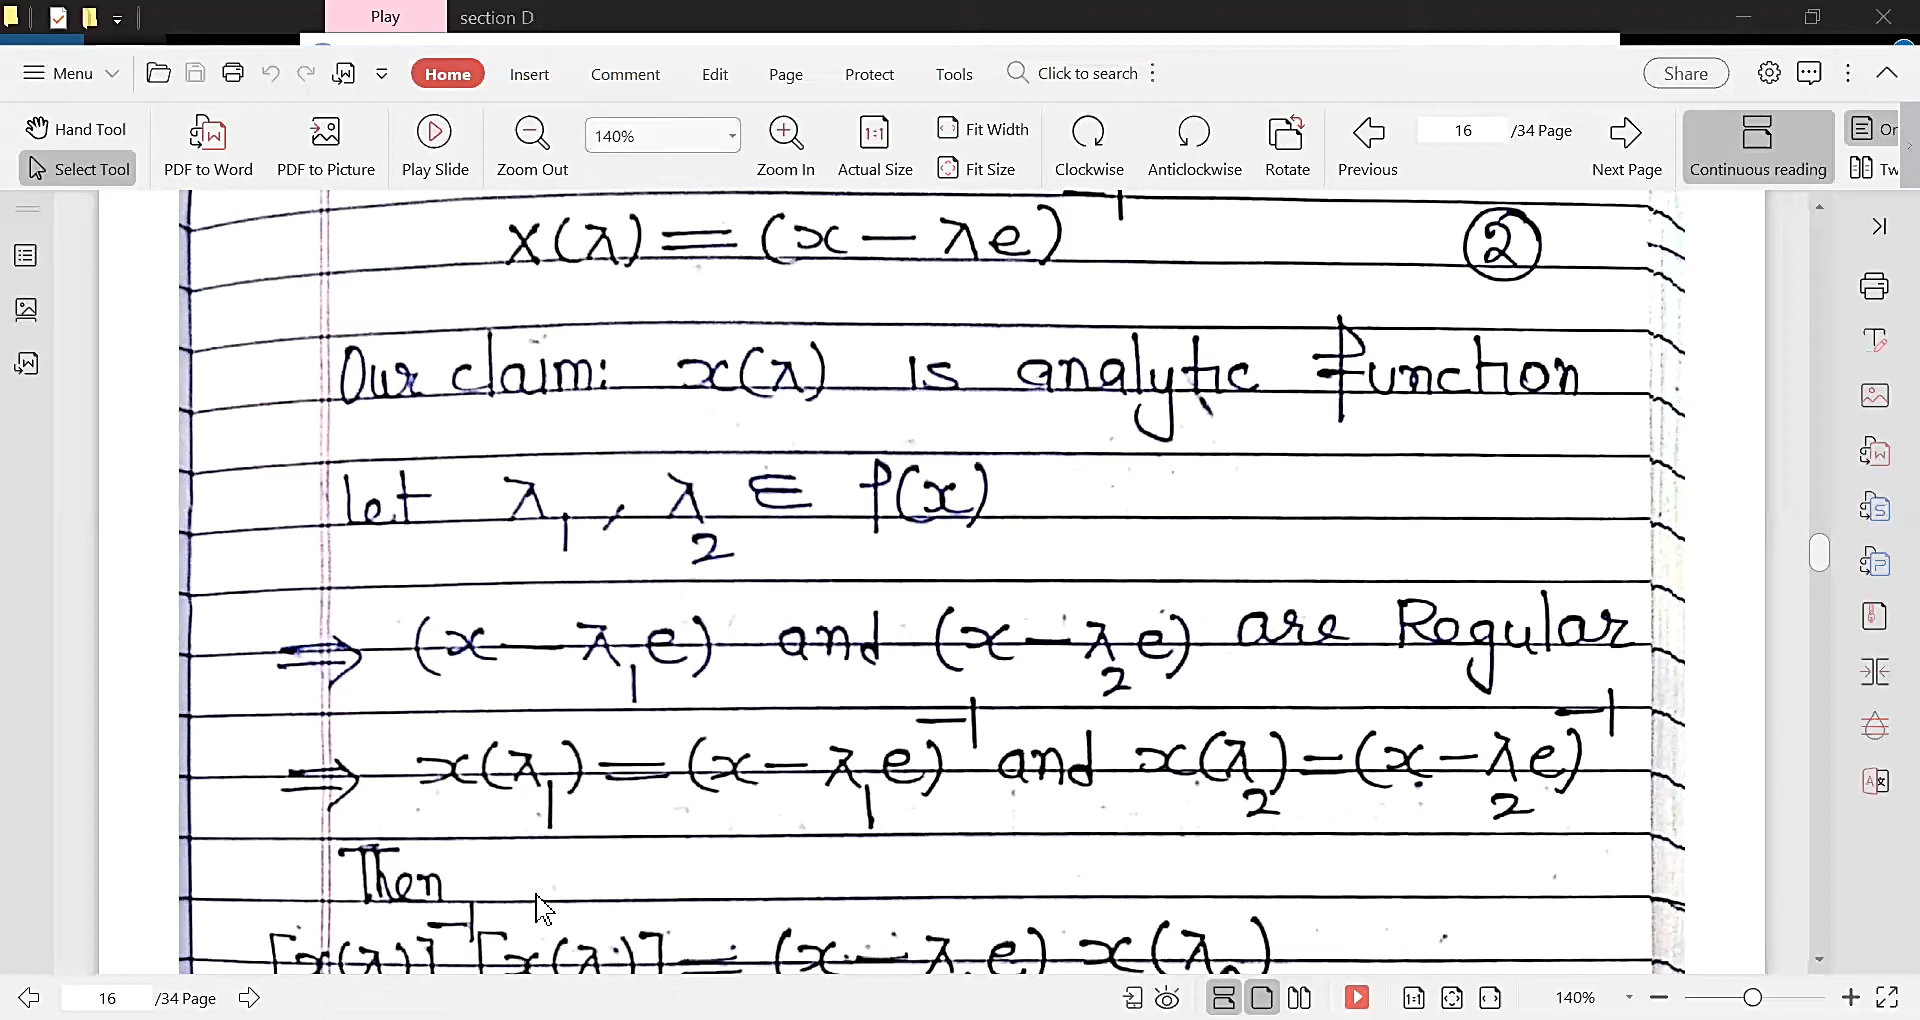 Play section D
Menu Home Insert Comment Edit Page Protect Tools Click to search Share
Hand Tool 140% Fit Width 16 /34 Page Or
Select Tool PDF to Word PDF to Picture Play Slide Zoom Out Zoom In Actual Size Fit Size Clockwise Anticlockwise Rotate Previous Next Page Continuous reading Tw
x(λ) = (x - λe)⁻¹ ②
Our claim: x(λ) is analytic function
let λ₁, λ₂ ∈ ρ(x)
⇒ (x - λ₁e) and (x - λ₂e) are Regular
⇒ x(λ₁) = (x - λ₁e)⁻¹ and x(λ₂) = (x - λ₂e)⁻¹
Then
16 /34 Page 140%